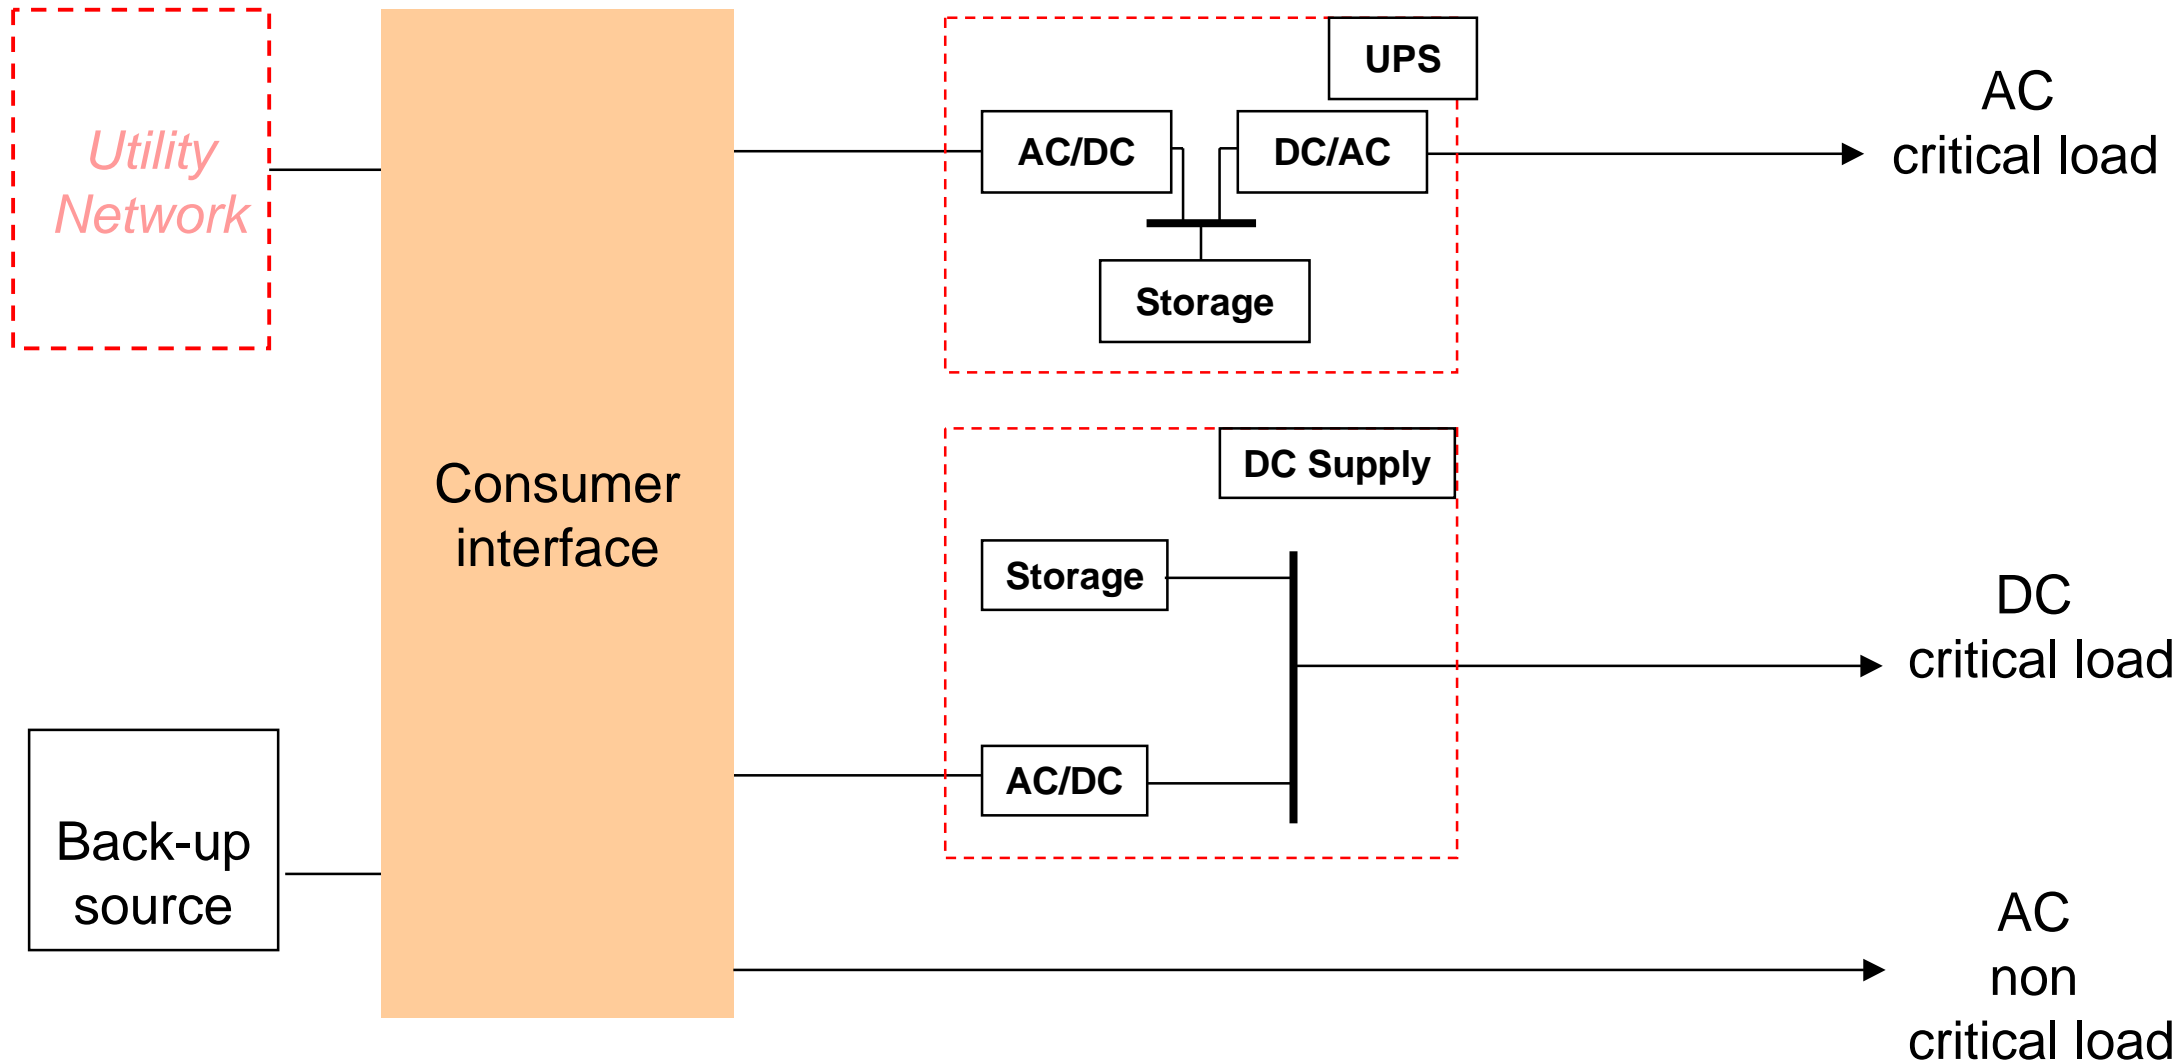 Utility
Network
Consumer
interface
Back-up
source
UPS
AC/DC
DC/AC
Storage
AC
critical load
DC Supply
Storage
AC/DC
DC
critical load
AC
non
critical load